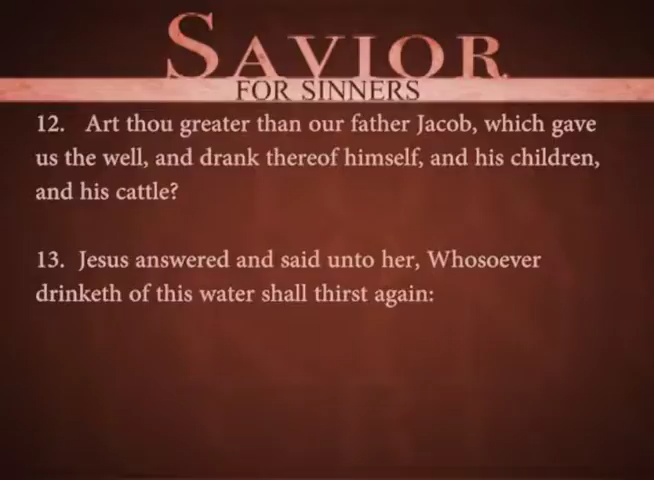 SAVIOR
FOR SINNERS
12. Art thou greater than our father Jacob, which gave
us the well, and drank thereof himself, and his children,
and his cattle?
13. Jesus answered and said unto her, Whosoever
drinketh of this water shall thirst again: